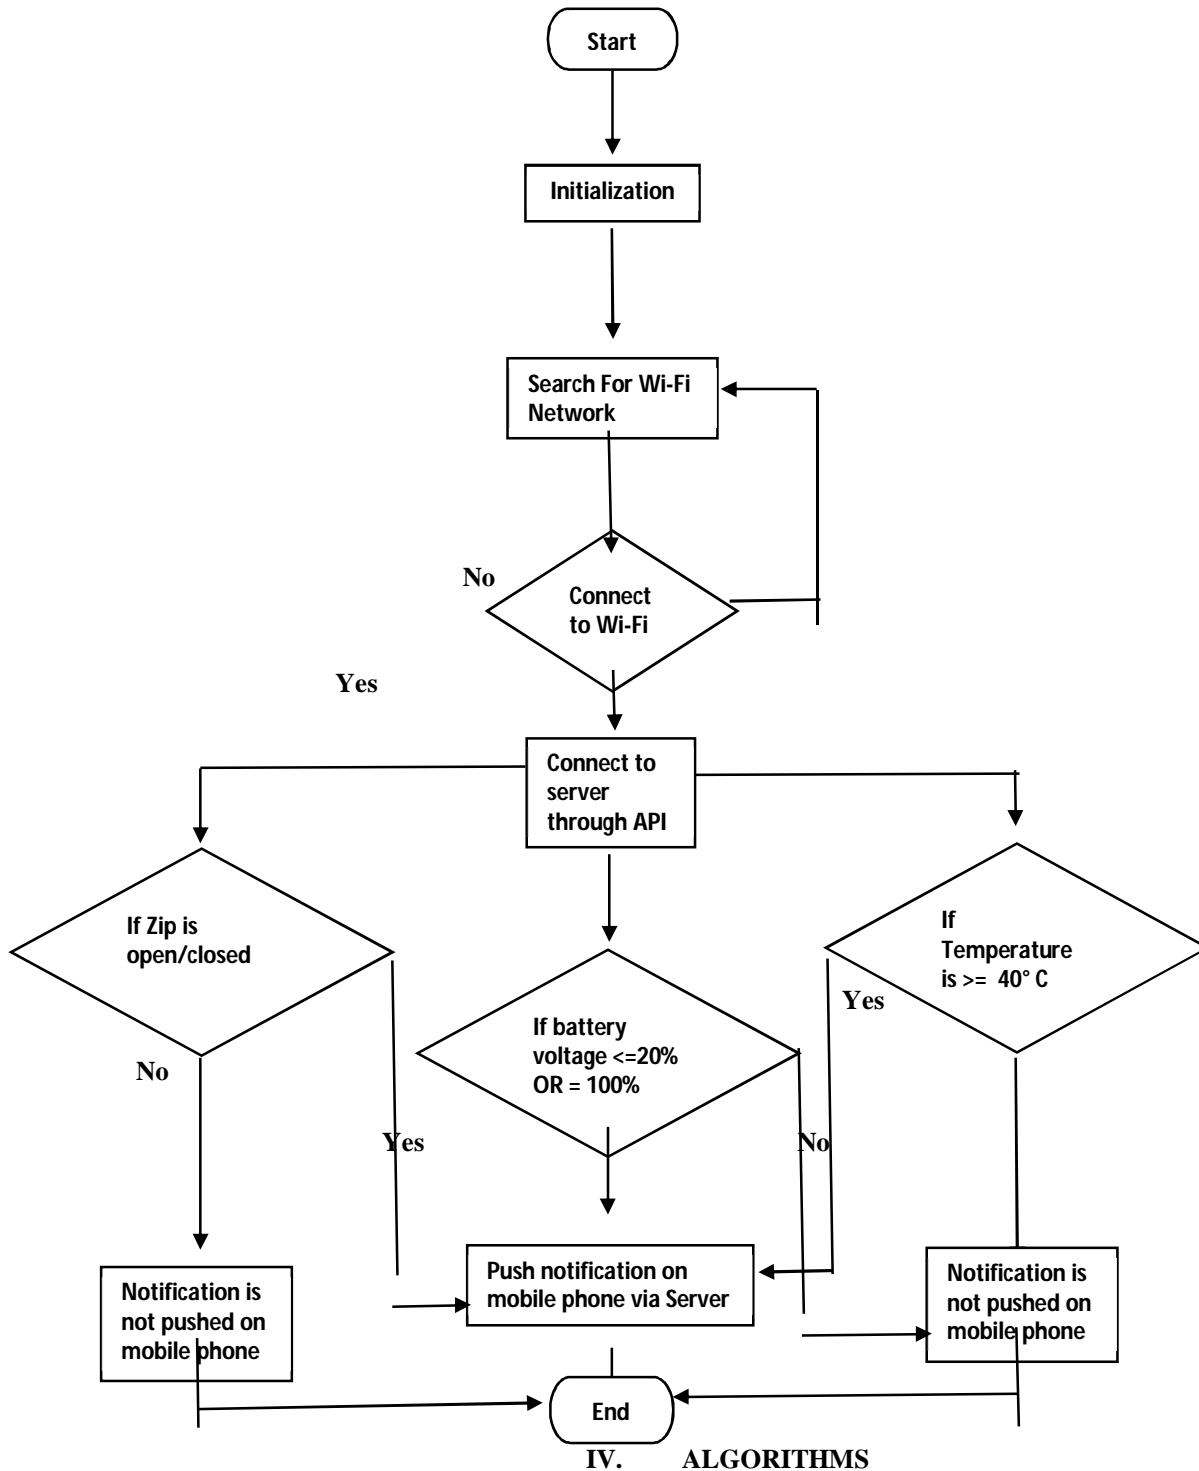 Start
Initialization
Search For Wi-Fi
Network
No
Connect
to Wi-Fi
Yes
Connect to
server
through API
If Zip is
open/closed
If
Temperature
is >= 40° C
Yes
If battery
voltage <=20%
OR = 100%
No
Yes
No
Push notification on
mobile phone via Server
Notification is
not pushed on
mobile phone
Notification is
not pushed on
mobile phone
End
IV. ALGORITHMS